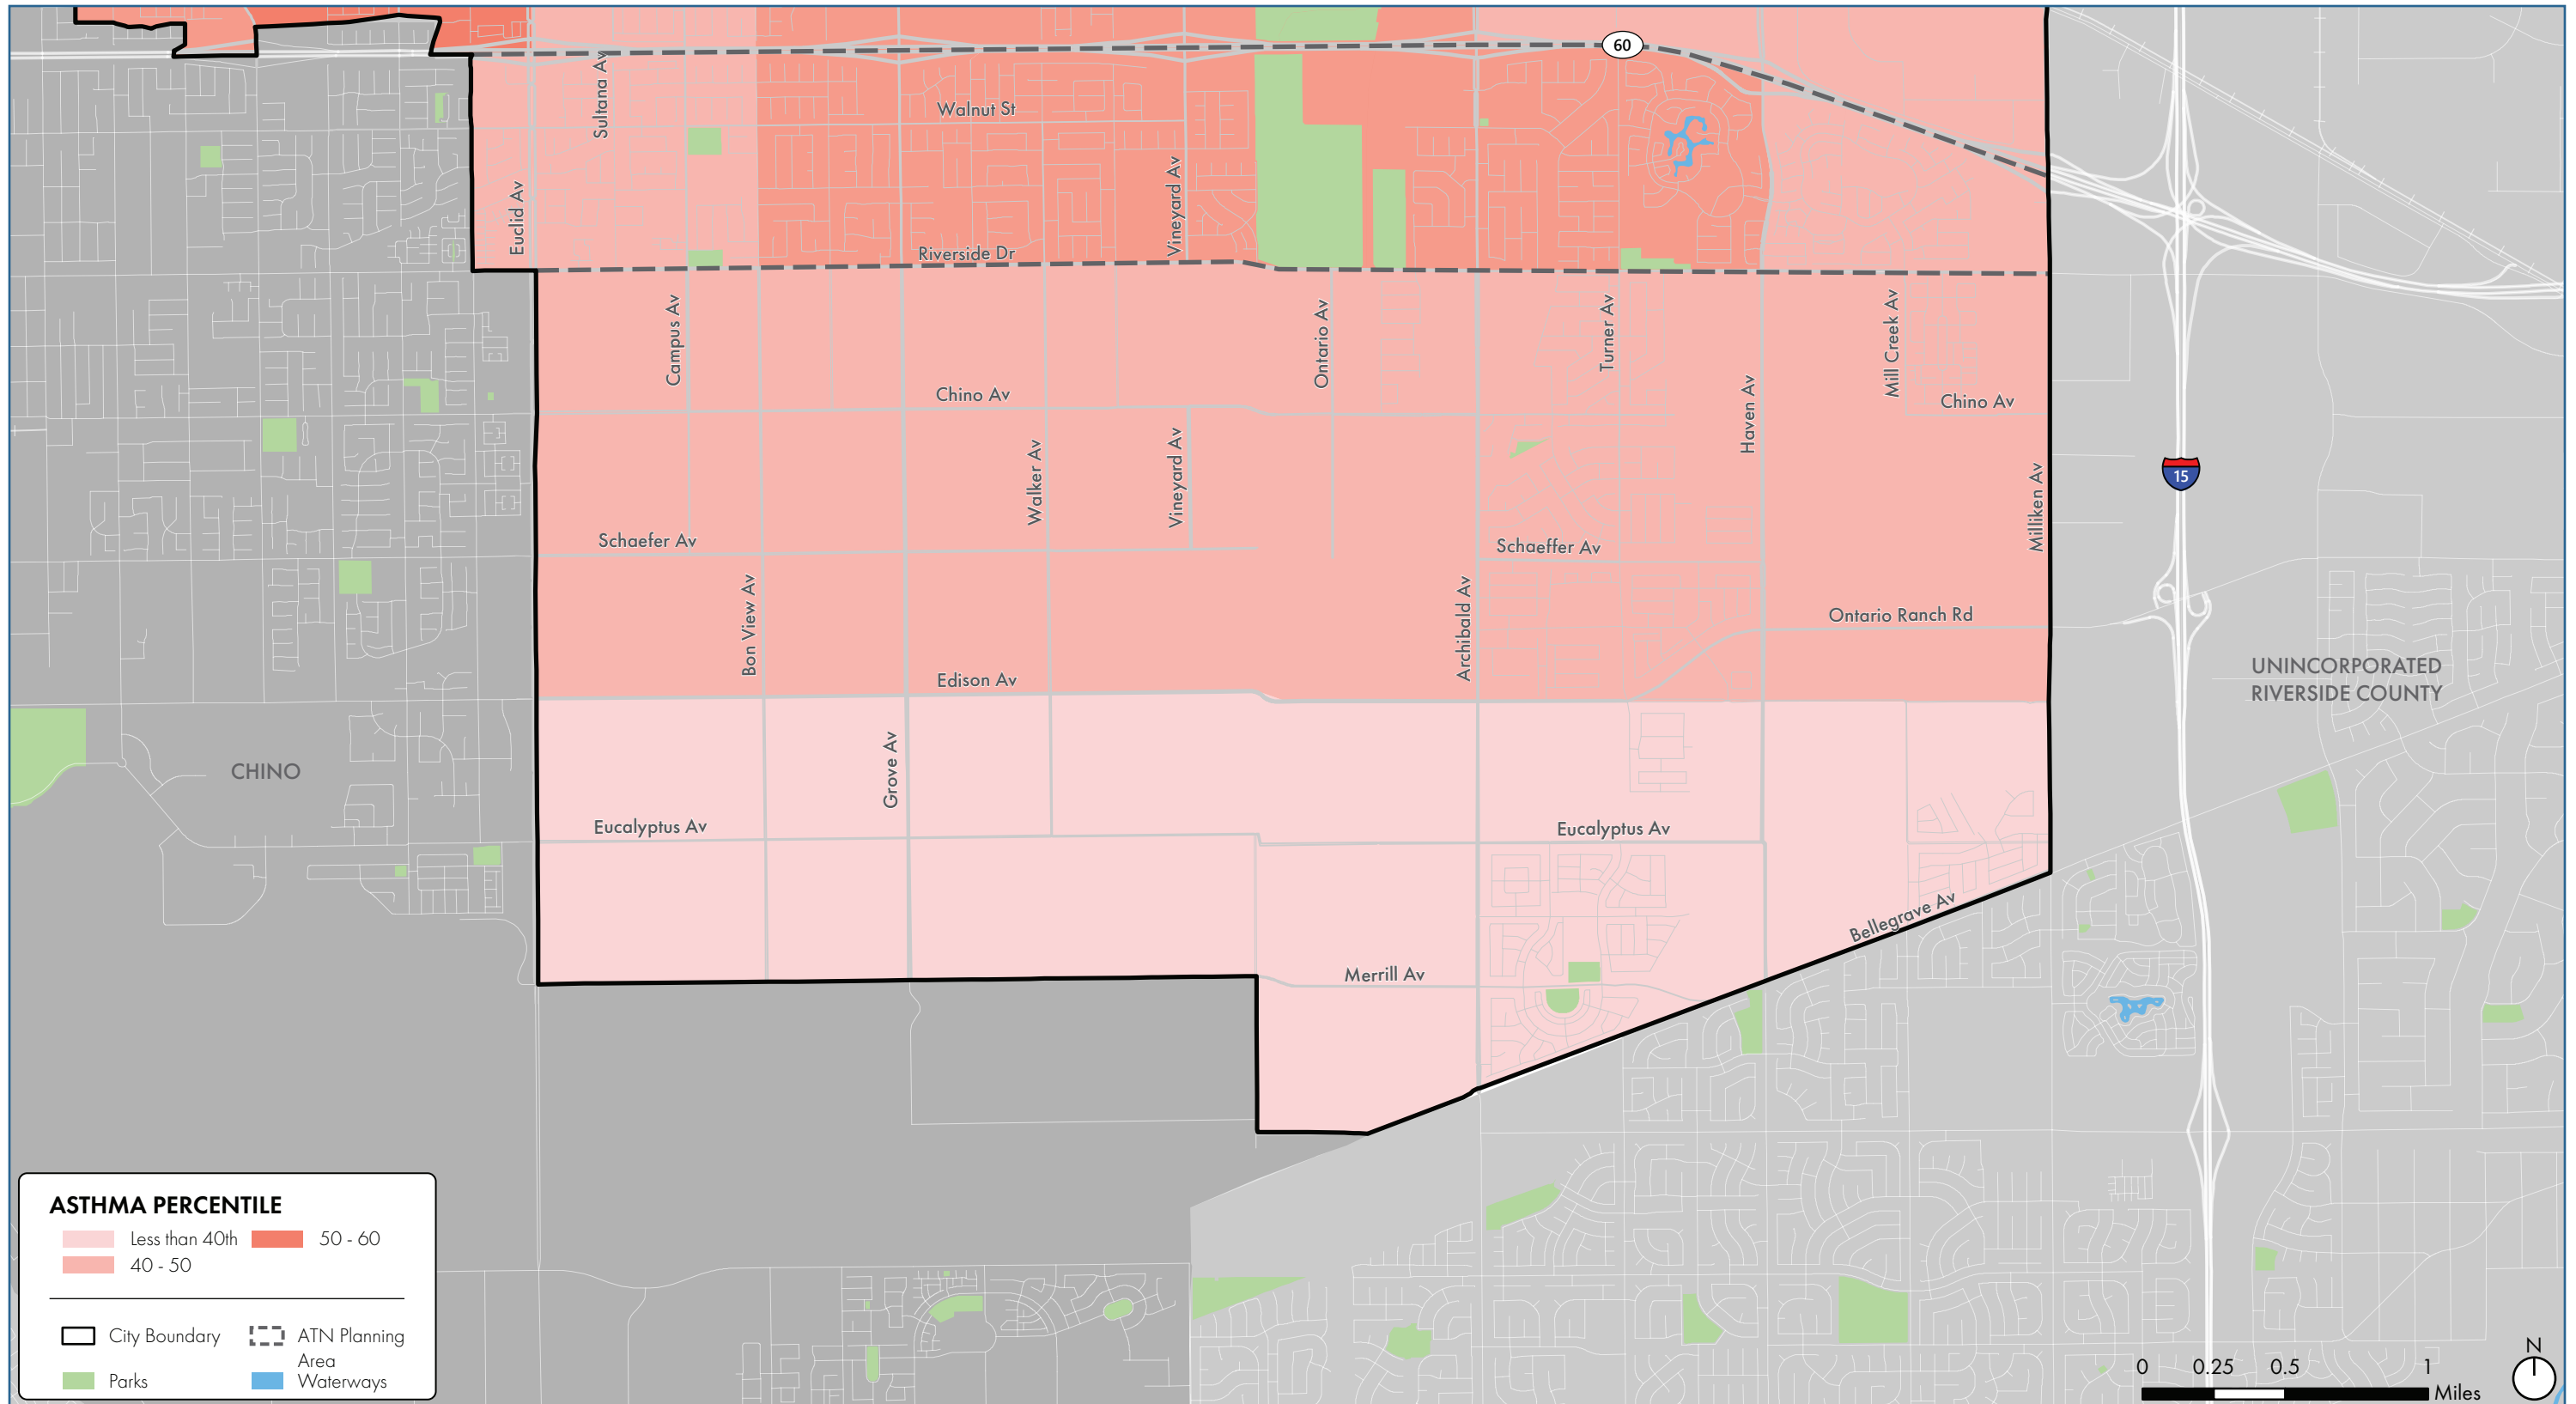 60
Sultana Av
Walnut St
Euclid Av
Vineyard Av
Riverside Dr
Campus Av
Ontario Av
Turner Av
Mill Creek Av
Haven Av
Chino Av
Chino Av
Walker Av
Vineyard Av
Milliken Av
15
Schaefer Av
Schaeffer Av
Bon View Av
Archibald Av
Ontario Ranch Rd
Edison Av
UNINCORPORATED
RIVERSIDE COUNTY
CHINO
Grove Av
Eucalyptus Av
Eucalyptus Av
Bellegrave Av
Merrill Av
ASTHMA PERCENTILE
Less than 40th
50 - 60
40 - 50
City Boundary
ATN Planning
Area
Parks
Waterways
N
0 0.25 0.5 1
Miles